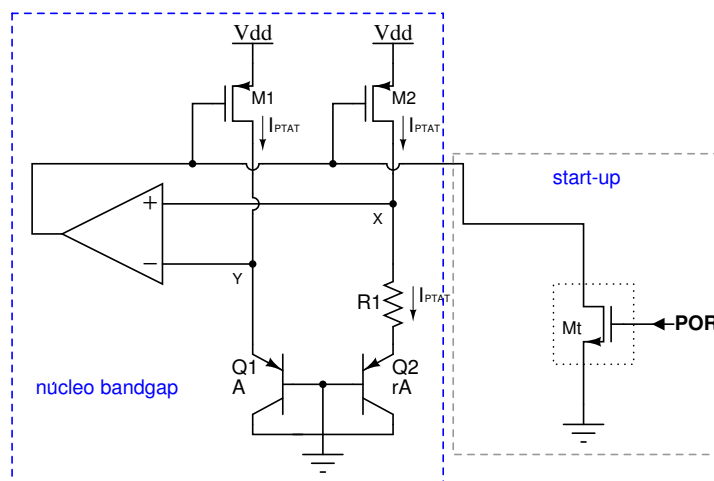 Vdd
Vdd
M1
M2
IPTAT
IPTAT
start-up
+
X
−
Y
R1
IPTAT
Mt
POR
Q1
A
Q2
rA
núcleo bandgap